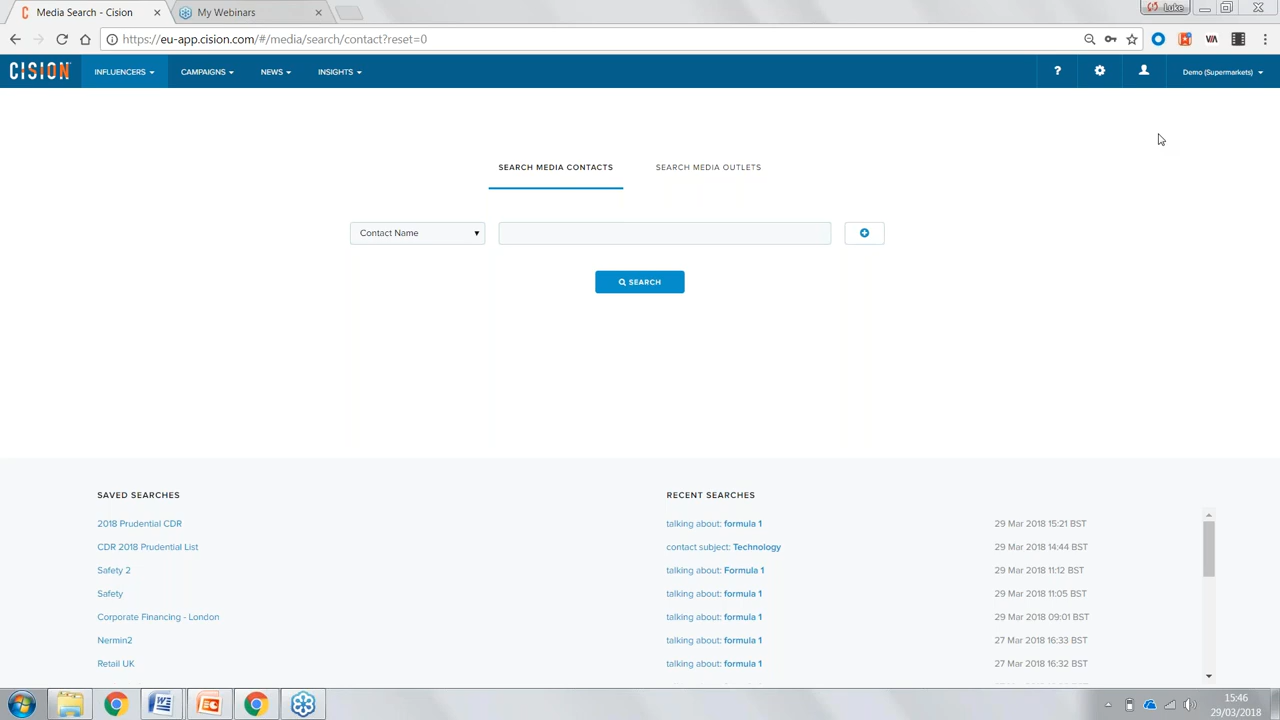 Media Search - Cision
My Webinars
Luke
https://eu-app.cision.com/#/media/search/contact?reset=0
VIA
CISION
INFLUENCERS
CAMPAIGNS
NEWS
INSIGHTS
?
Demo (Supermarkets)
SEARCH MEDIA CONTACTS
SEARCH MEDIA OUTLETS
Contact Name
SEARCH
SAVED SEARCHES
2018 Prudential CDR
CDR 2018 Prudential List
Safety 2
Safety
Corporate Financing - London
Nermin2
Retail UK
RECENT SEARCHES
talking about: formula 1 29 Mar 2018 15:21 BST
contact subject: Technology 29 Mar 2018 14:44 BST
talking about: Formula 1 29 Mar 2018 11:12 BST
talking about: formula 1 29 Mar 2018 11:05 BST
talking about: formula 1 29 Mar 2018 09:01 BST
talking about: formula 1 27 Mar 2018 16:33 BST
talking about: formula 1 27 Mar 2018 16:32 BST
15:46
29/03/2018